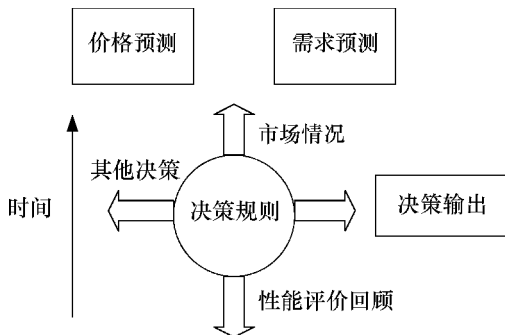 价格预测
需求预测
市场情况
其他决策
时间
决策规则
决策输出
性能评价回顾